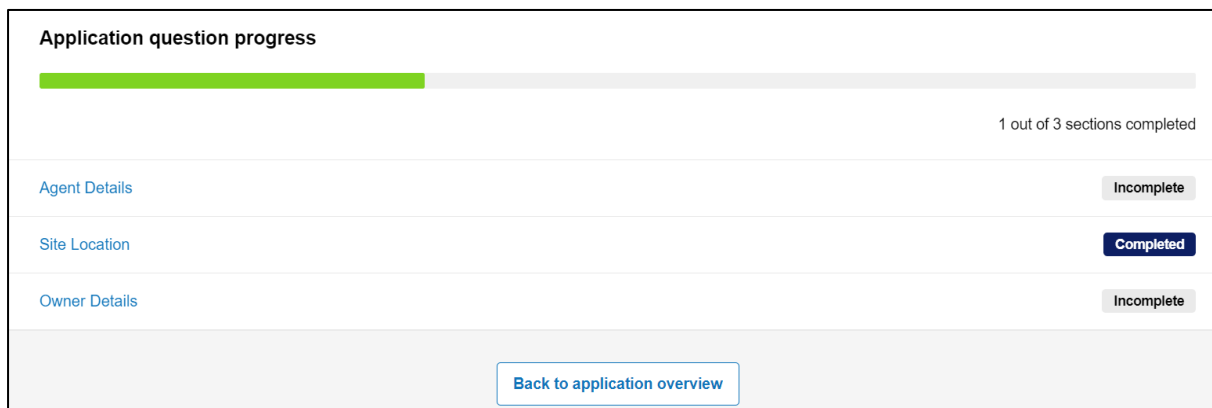 Application question progress
1 out of 3 sections completed
Agent Details Incomplete
Site Location Completed
Owner Details Incomplete
Back to application overview